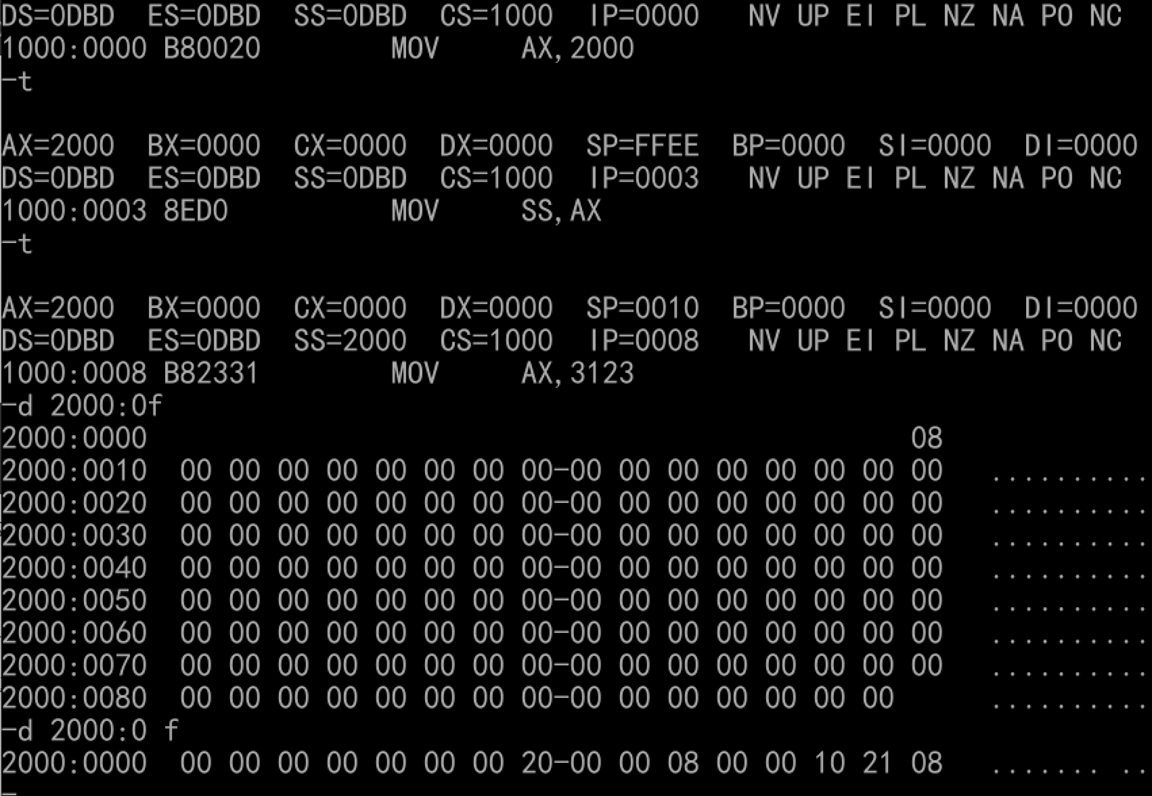 DS=0DBD  ES=0DBD  SS=0DBD  CS=1000  IP=0000   NV UP EI PL NZ NA PO NC
1000:0000 B80020        MOV     AX,2000
-t
AX=2000  BX=0000  CX=0000  DX=0000  SP=FFEE  BP=0000  SI=0000  DI=0000
DS=0DBD  ES=0DBD  SS=0DBD  CS=1000  IP=0003   NV UP EI PL NZ NA PO NC
1000:0003 8ED0          MOV     SS,AX
-t
AX=2000  BX=0000  CX=0000  DX=0000  SP=0010  BP=0000  SI=0000  DI=0000
DS=0DBD  ES=0DBD  SS=2000  CS=1000  IP=0008   NV UP EI PL NZ NA PO NC
1000:0008 B82331        MOV     AX,3123
-d 2000:0f
2000:0000                                               08
2000:0010  00 00 00 00 00 00 00 00-00 00 00 00 00 00 00 00   ..........
2000:0020  00 00 00 00 00 00 00 00-00 00 00 00 00 00 00 00   ..........
2000:0030  00 00 00 00 00 00 00 00-00 00 00 00 00 00 00 00   ..........
2000:0040  00 00 00 00 00 00 00 00-00 00 00 00 00 00 00 00   ..........
2000:0050  00 00 00 00 00 00 00 00-00 00 00 00 00 00 00 00   ..........
2000:0060  00 00 00 00 00 00 00 00-00 00 00 00 00 00 00 00   ..........
2000:0070  00 00 00 00 00 00 00 00-00 00 00 00 00 00 00 00   ..........
2000:0080  00 00 00 00 00 00 00 00-00 00 00 00 00 00 00      ..........
-d 2000:0 f
2000:0000  00 00 00 00 00 00 00 20-00 00 08 00 00 10 21 08   ....... ..
-